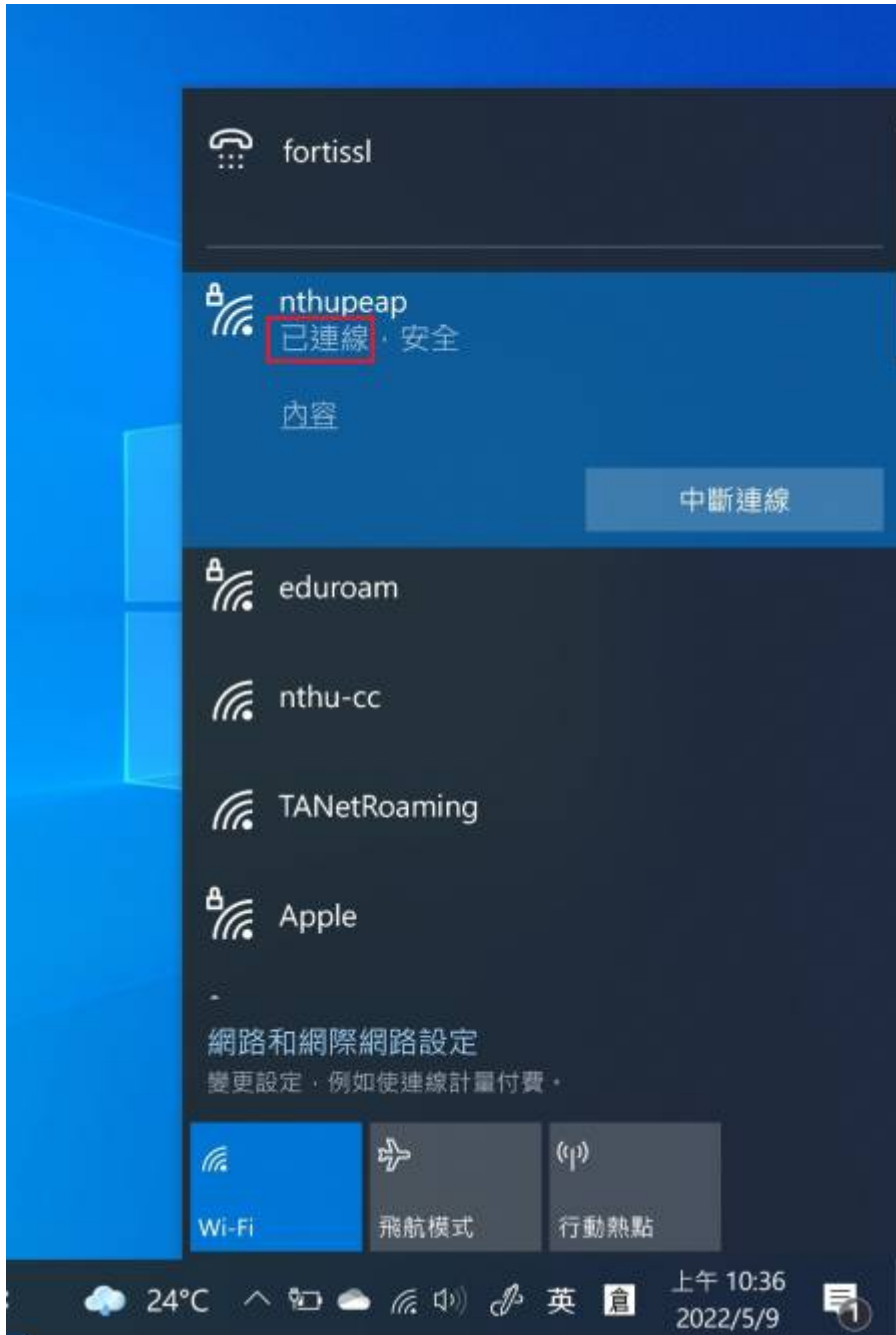 fortissl
nthupeap
已連線，安全
內容
中斷連線
eduroam
nthu-cc
TANetRoaming
Apple
網路和網際網路設定
變更設定，例如使連線計量付費。
Wi-Fi
飛航模式
行動熱點
24°C
英
倉
上午 10:36
2022/5/9
1